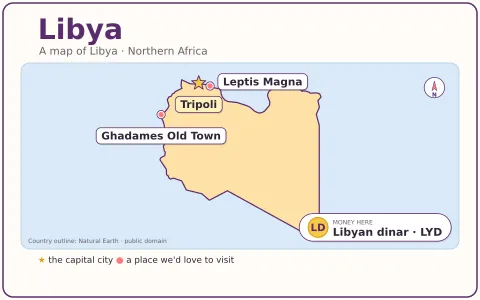 Libya
A map of Libya · Northern Africa
Leptis Magna
Tripoli
Ghadames Old Town
N
LD
MONEY HERE
Libyan dinar · LYD
Country outline: Natural Earth · public domain
★ the capital city ● a place we'd love to visit